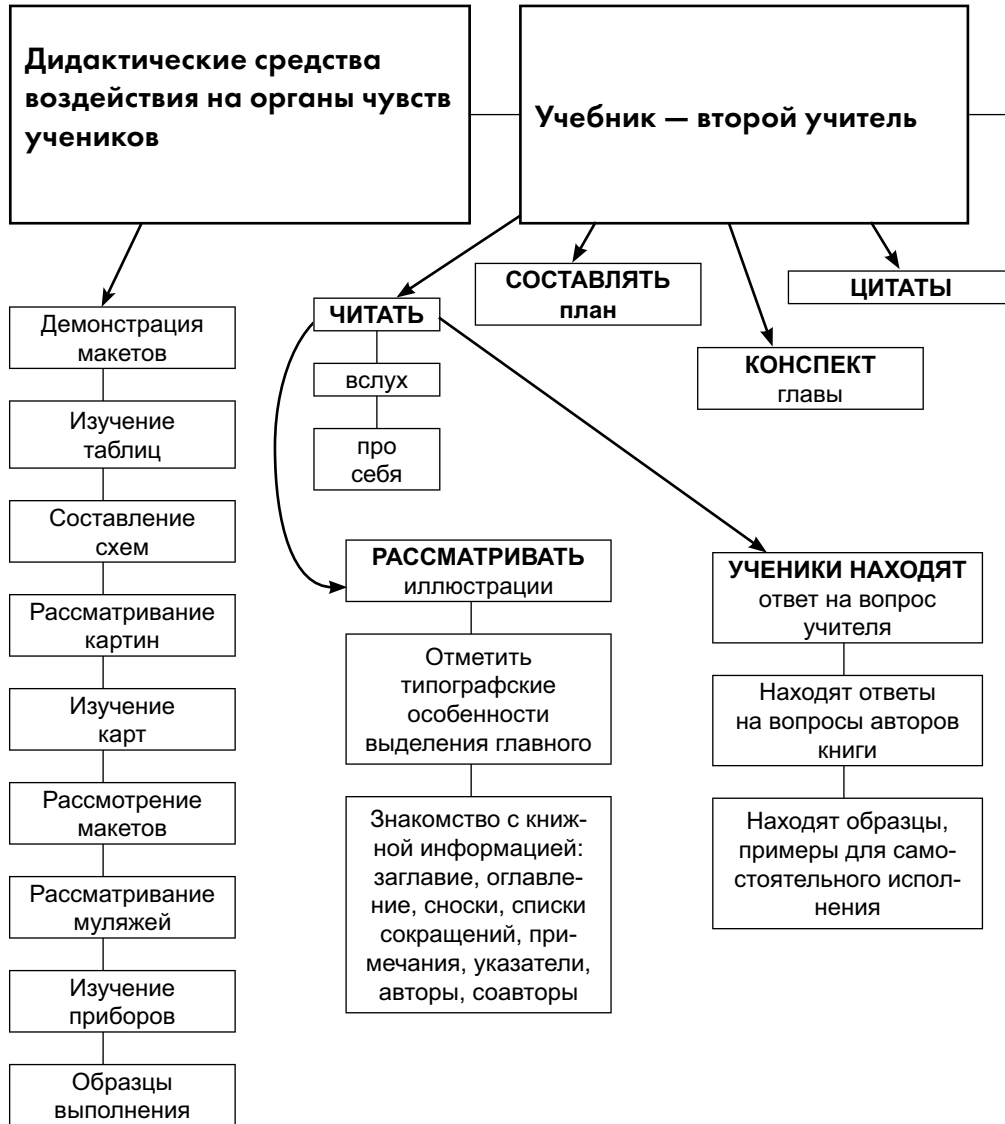 Дидактические средства
воздействия на органы чувств
учеников
Демонстрация
макетов
Изучение
таблиц
Составление
схем
Рассматривание
картин
Изучение
карт
Рассмотрение
макетов
Рассматривание
муляжей
Изучение
приборов
Образцы
выполнения
Учебник — второй учитель
ЧИТАТЬ
вслух
про
себя
РАССМАТРИВАТЬ
иллюстрации
Отметить
типографские
особенности
выделения главного
Знакомство с книж-
ной информацией:
заглавие, оглавле-
ние, сноски, списки
сокращений, при-
мечания, указатели,
авторы, соавторы
СОСТАВЛЯТЬ
план
КОНСПЕКТ
главы
ЦИТАТЫ
УЧЕНИКИ НАХОДЯТ
ответ на вопрос
учителя
Находят ответы
на вопросы авторов
книги
Находят образцы,
примеры для само-
стоятельного испол-
нения